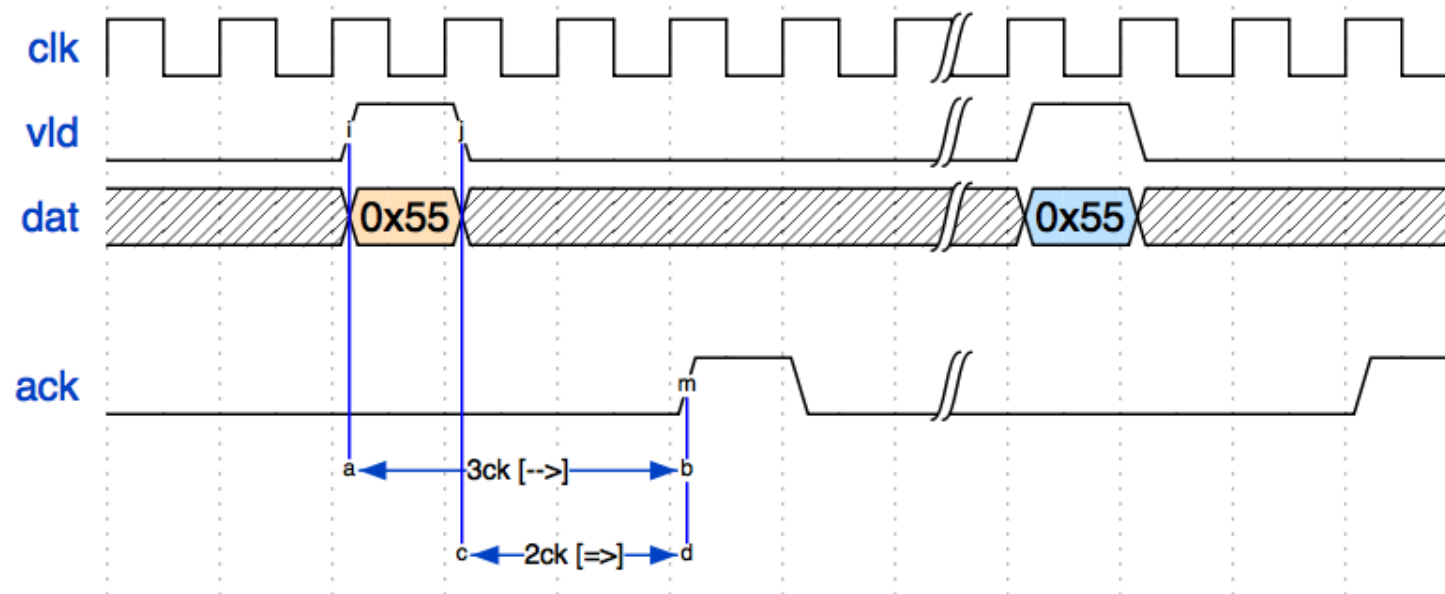 clk
vld i j
dat 0x55 0x55
ack m
a 3ck [-->] b
c 2ck [=>] d